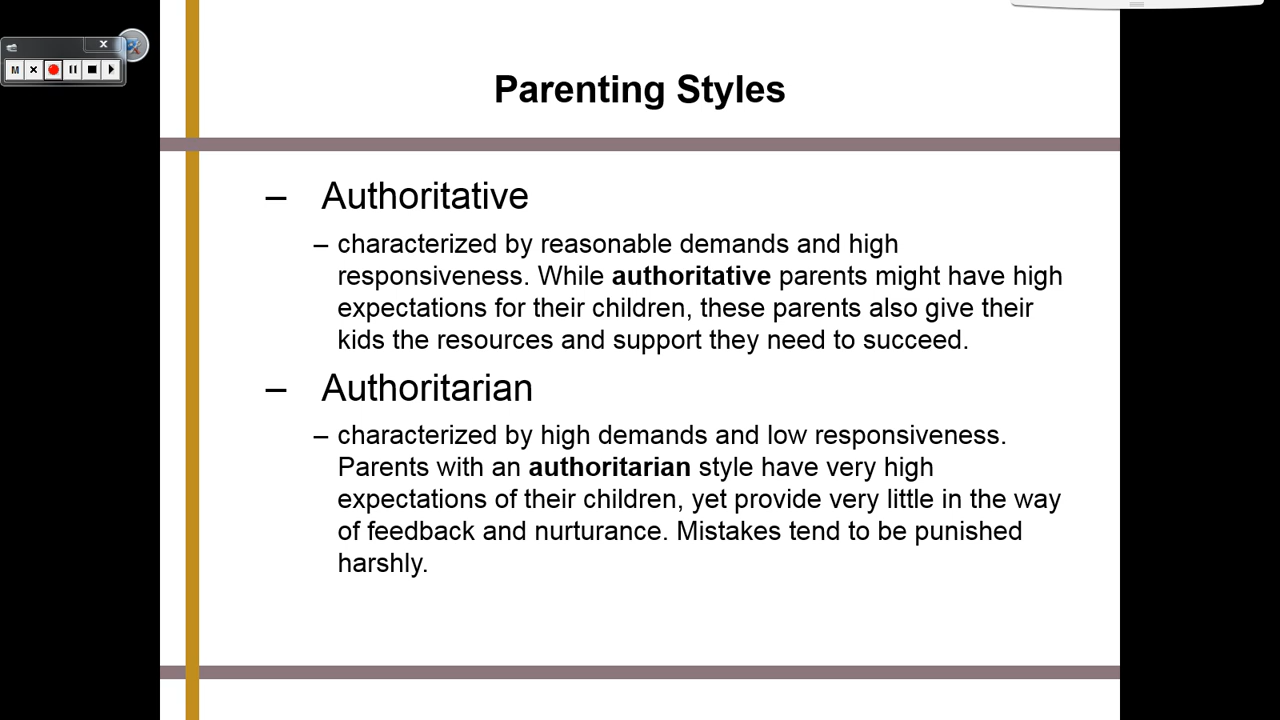 Parenting Styles
– Authoritative
– characterized by reasonable demands and high
responsiveness. While authoritative parents might have high
expectations for their children, these parents also give their
kids the resources and support they need to succeed.
– Authoritarian
– characterized by high demands and low responsiveness.
Parents with an authoritarian style have very high
expectations of their children, yet provide very little in the way
of feedback and nurturance. Mistakes tend to be punished
harshly.
M